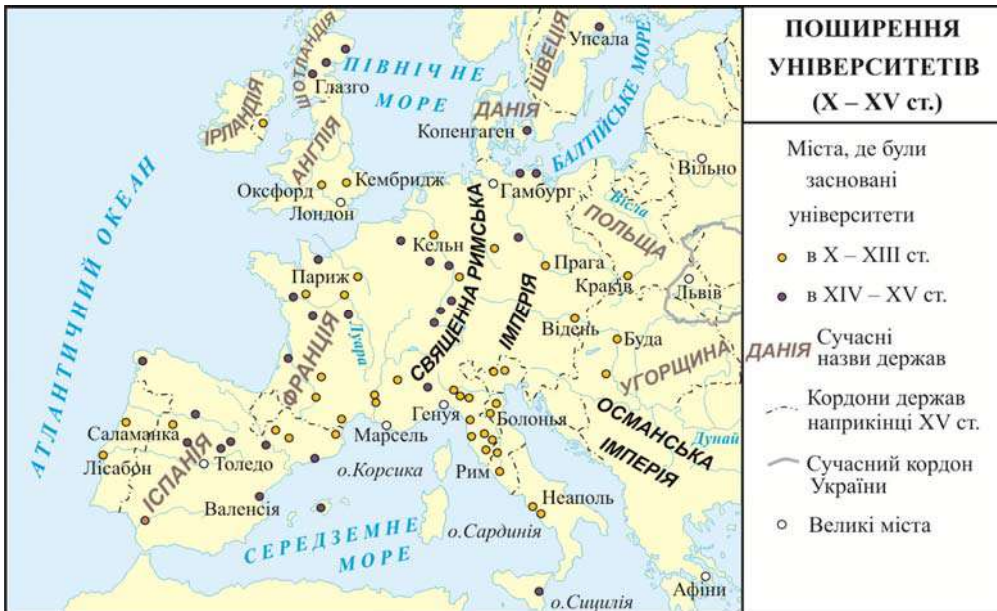 ПОШИРЕННЯ
УНІВЕРСИТЕТІВ
(X – XV ст.)
Міста, де були
засновані
університети
в X – XIII ст.
в XIV – XV ст.
ДАНІЯ
Сучасні
назви держав
Кордони держав
наприкінці XV ст.
Сучасний кордон
України
Великі міста
ШОТЛАНДІЯ
Глазго
ПІВНІЧНЕ
МОРЕ
ШВЕЦІЯ
Упсала
ІРЛАНДІЯ
АНГЛІЯ
ДАНІЯ
Копенгаген
БАЛТІЙСЬКЕ МОРЕ
Вільно
Оксфорд
Кембридж
Лондон
Гамбург
Вісла
ПОЛЬЩА
АТЛАНТИЧНИЙ ОКЕАН
Кельн
СВЯЩЕННА РИМСЬКА
ІМПЕРІЯ
Париж
Прага
Краків
Львів
Луара
ФРАНЦІЯ
Відень
Буда
УГОРЩИНА
Генуя
Болонья
Марсель
ОСМАНСЬКА
ІМПЕРІЯ
Дунай
Саламанка
Лісабон
ІСПАНІЯ
Толедо
о.Корсика
Рим
Валенсія
Неаполь
СЕРЕДЗЕМНЕ
МОРЕ
о.Сардинія
о.Сицилія
Афіни